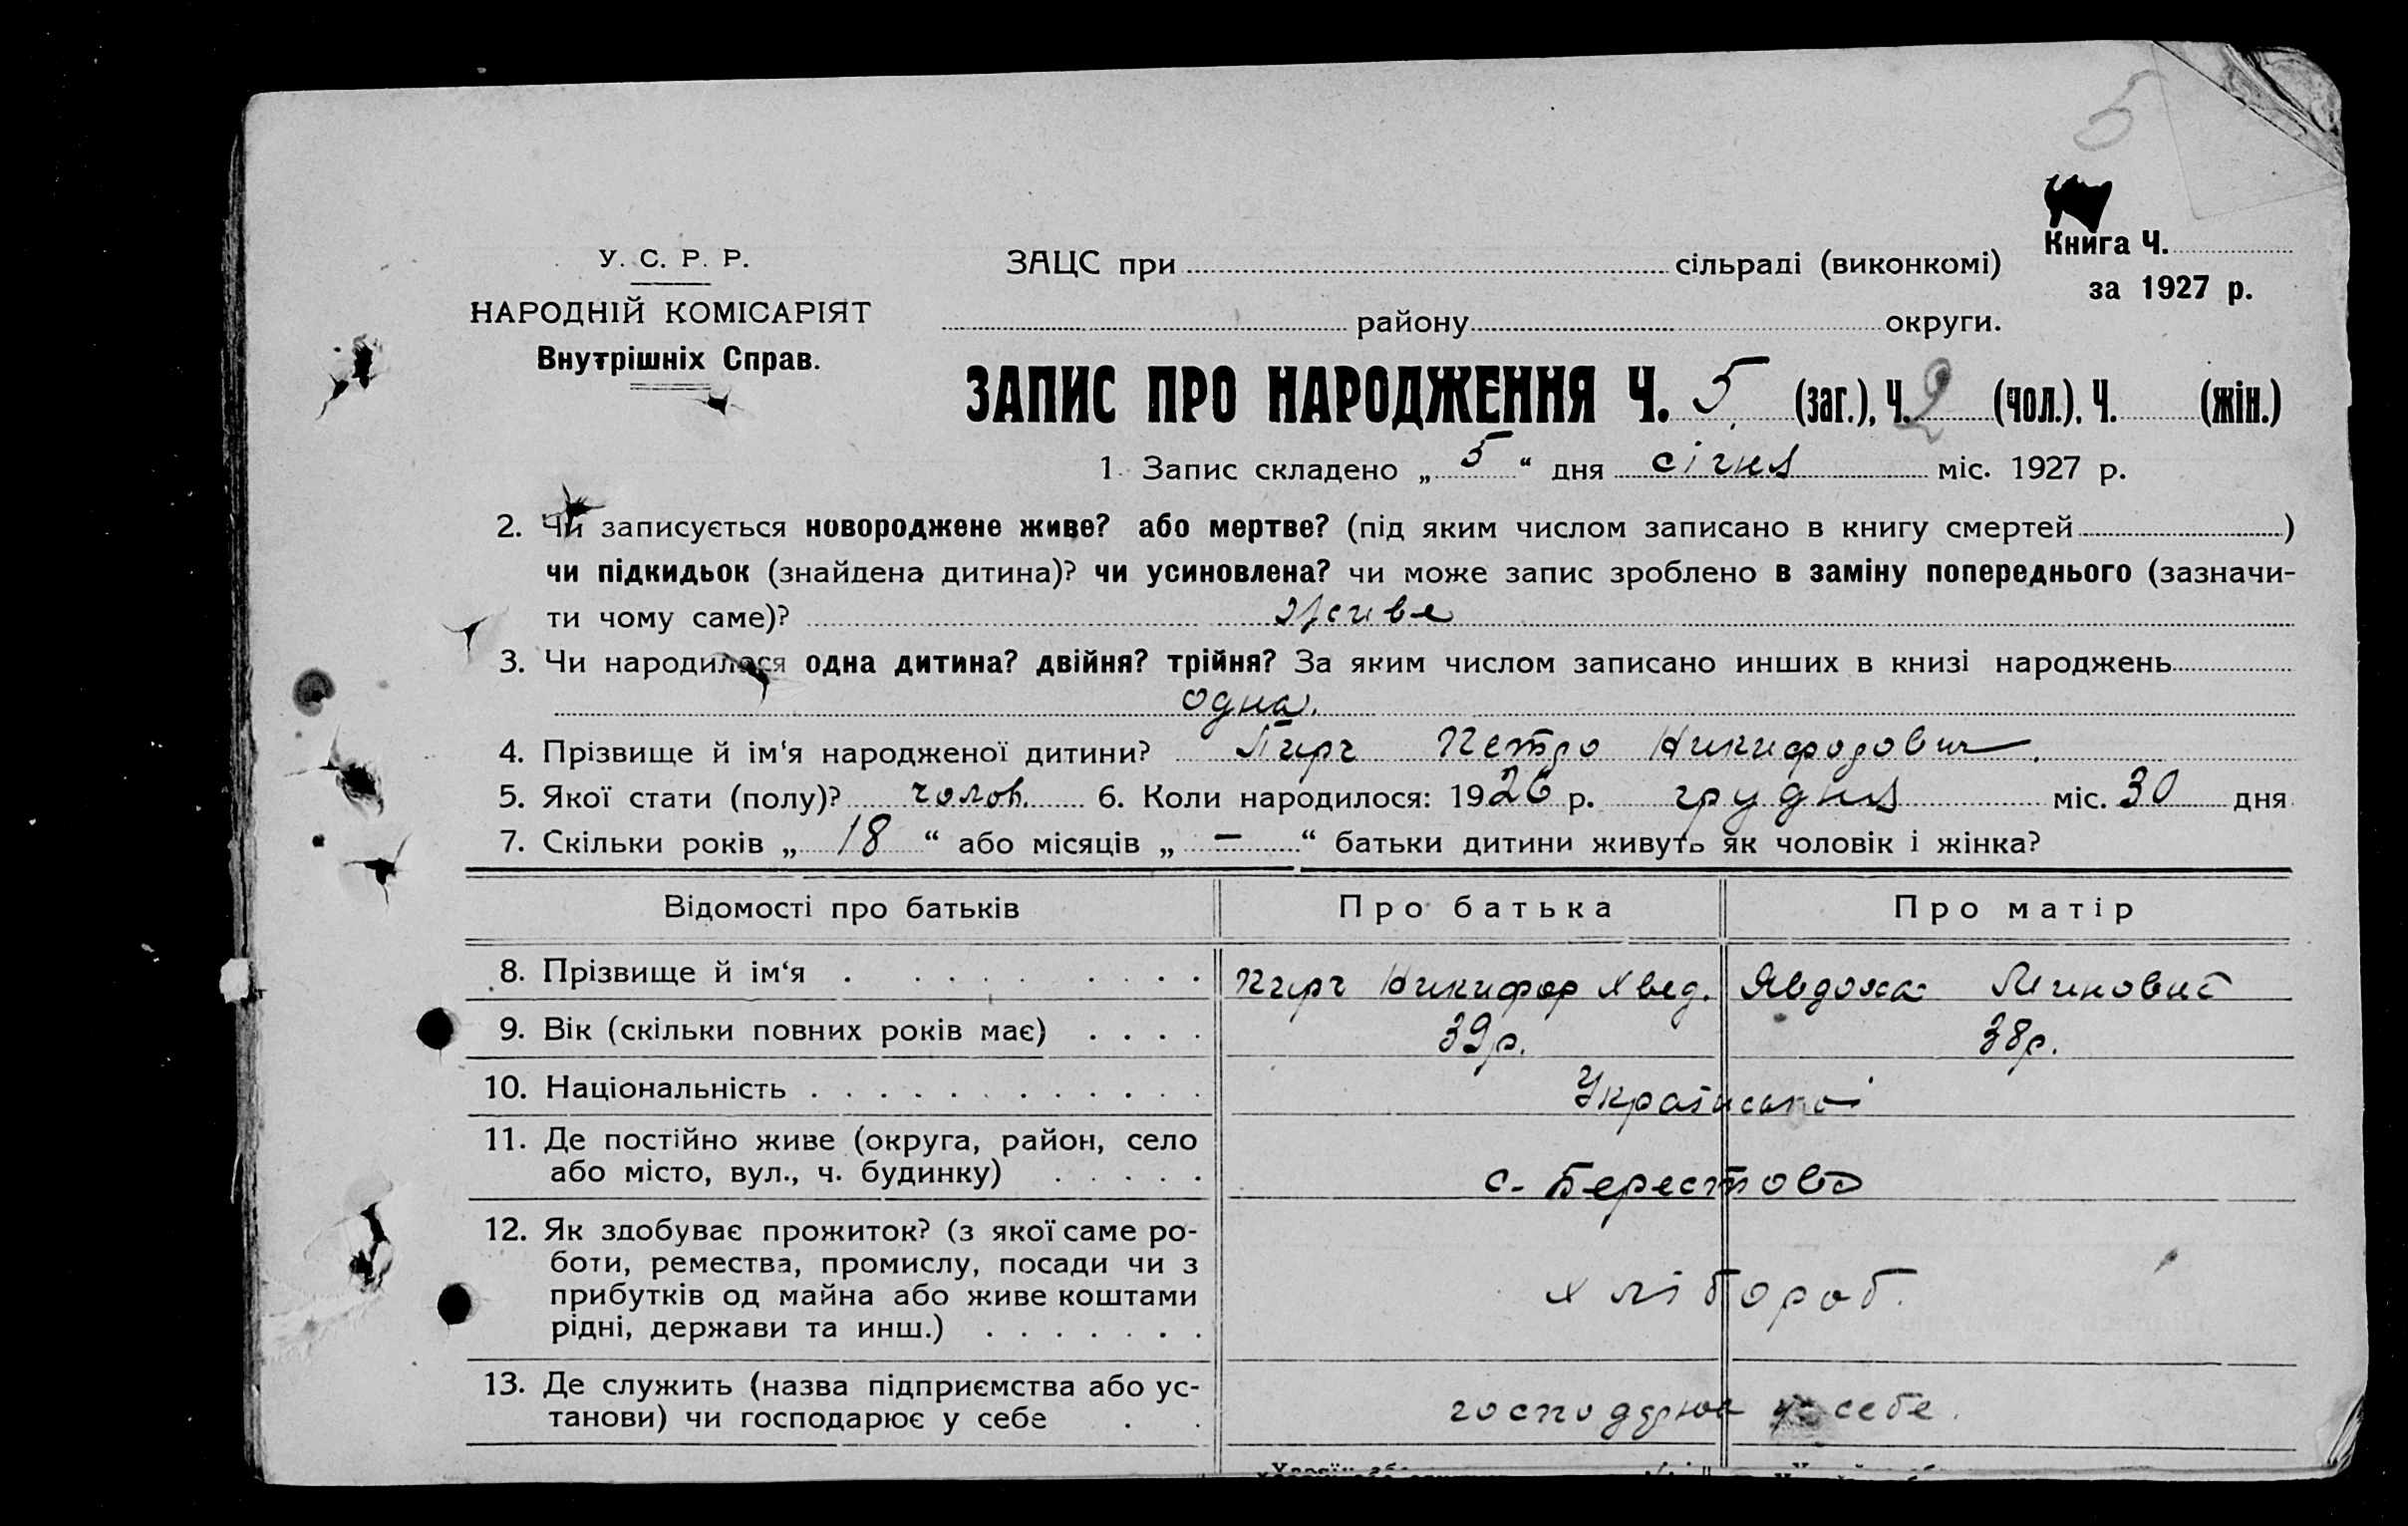 5
У. С. Р. Р.
НАРОДНІЙ КОМІСАРІЯТ
Внутрішніх Справ.
ЗАЦС при сільраді (виконкомі)
Книга Ч.
за 1927 р.
району округи.
ЗАПИС ПРО НАРОДЖЕННЯ Ч. 5 (заг.), Ч. 2 (чол.). Ч. (жін.)
1. Запис складено „ 5 “ дня січня міс. 1927 р.
2. Чи записується новороджене живе? або мертве? (під яким числом записано в книгу смертей )
чи підкидьок (знайдена дитина)? чи усиновлена? чи може запис зроблено в заміну попереднього (зазначи-
ти чому саме)? живе
3. Чи народилося одна дитина? двійня? трійня? За яким числом записано инших в книзі народжень
одна.
4. Прізвище й ім‘я народженої дитини? Пирч Петро Никифорович.
5. Якої стати (полу)? чолов. 6. Коли народилося: 1926 р. грудня міс. 30 дня
7. Скільки років „ 18 “ або місяців „ — “ батьки дитини живуть як чоловік і жінка?
Відомості про батьків Про батька Про матір
8. Прізвище й ім‘я . . . . . . . . . Пирч Никифор Хвед. Явдоха
9. Вік (скільки повних років має) . . . . 39 р. 38 р.
10. Національність . . . . . . . . . . . . Української
11. Де постійно живе (округа, район, село
або місто, вул., ч. будинку) . . . . . с. Берестово
12. Як здобуває прожиток? (з якої саме ро-
боти, ремества, промислу, посади чи з
прибутків од майна або живе коштами
рідні, держави та инш.) . . . . . . . хлібороб.
13. Де служить (назва підприємства або ус-
танови) чи господарює у себе . . господарює у себе.